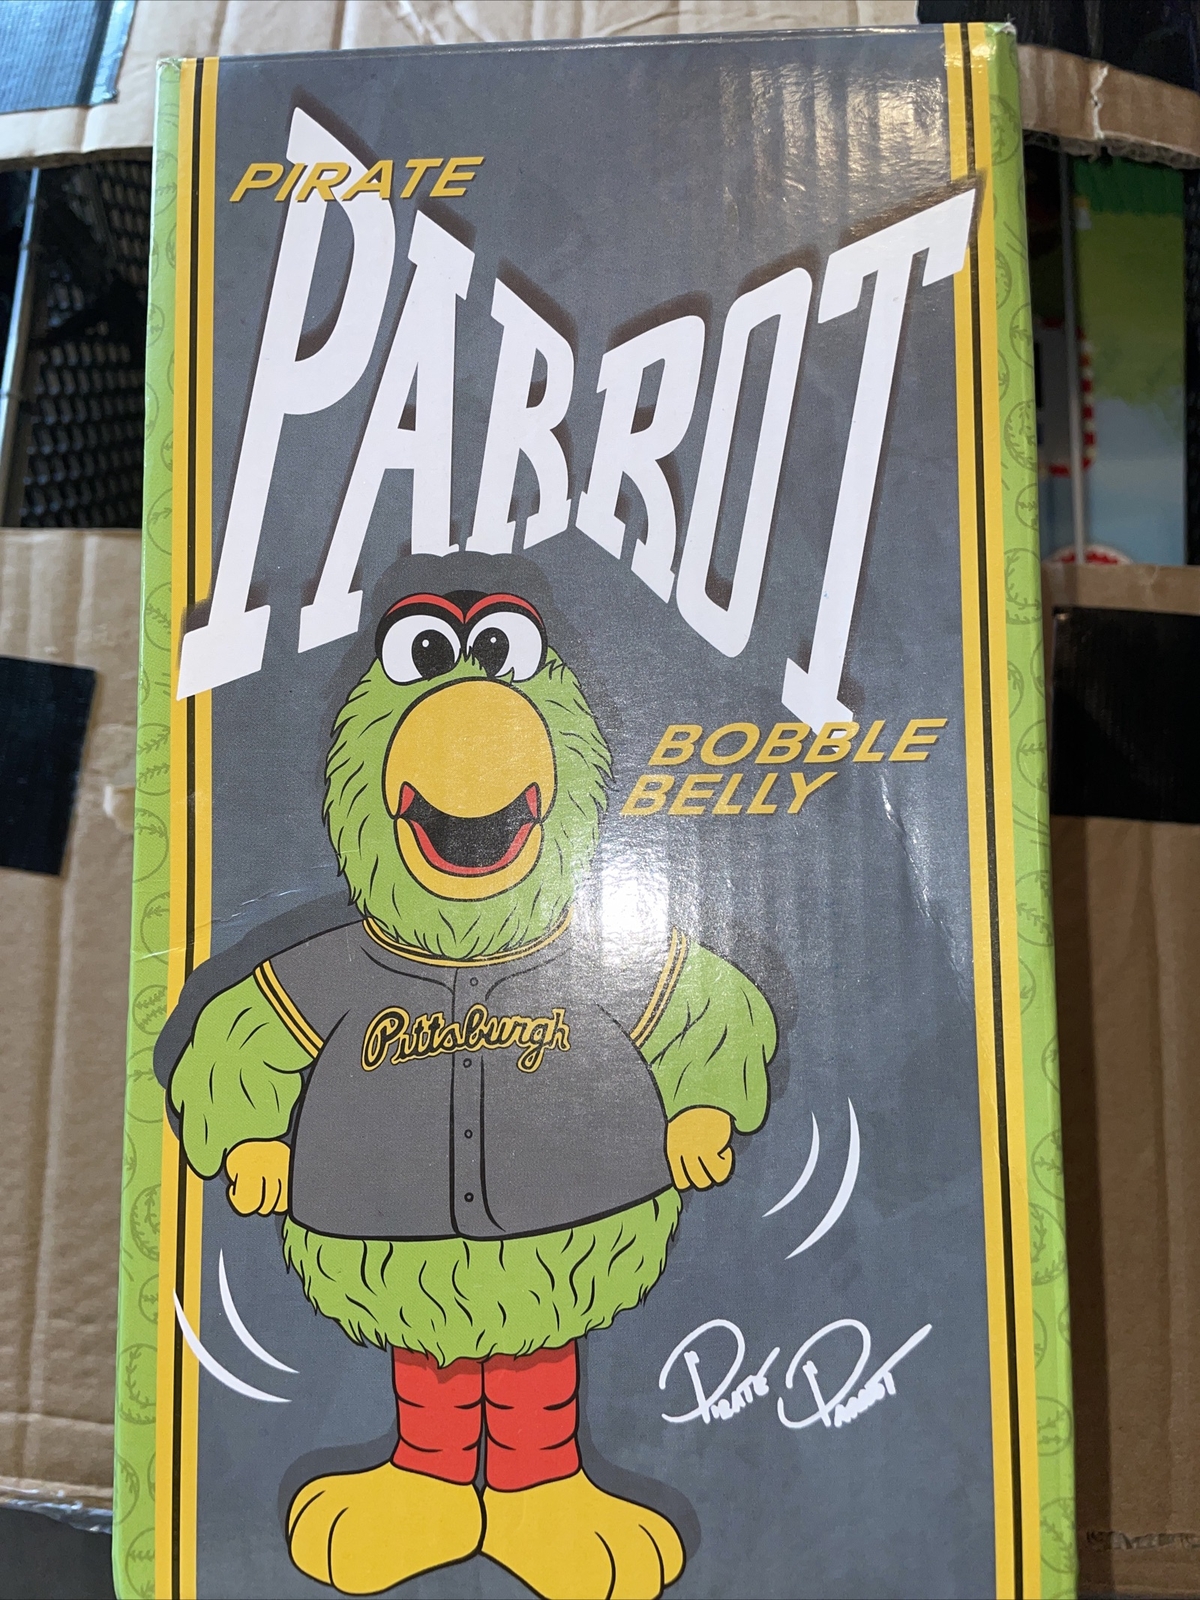 PIRATE
PARROT
BOBBLE
BELLY
Pittsburgh
PIRATE PARROT